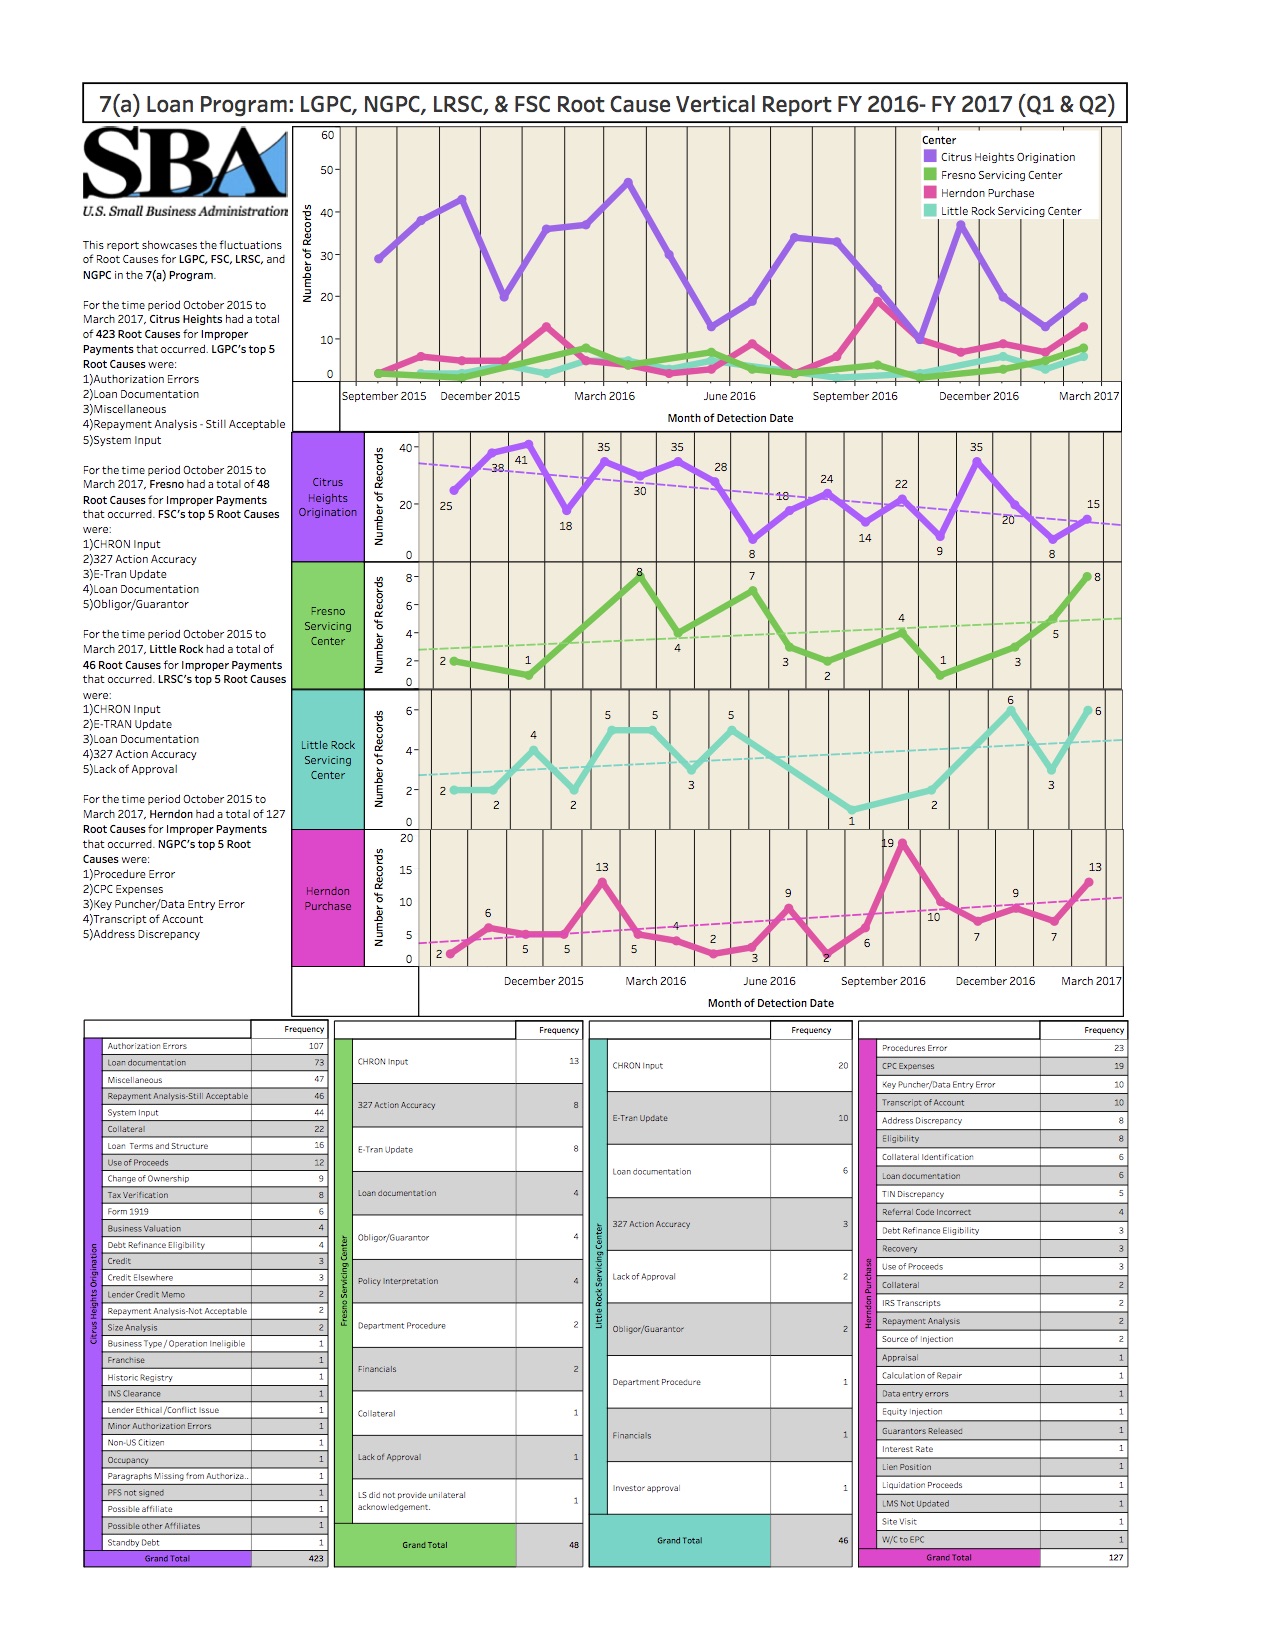 7(a) Loan Program: LGPC, NGPC, LRSC, & FSC Root Cause Vertical Report FY 2016- FY 2017 (Q1 & Q2)
SBA
U.S. Small Business Administration
This report showcases the fluctuations
of Root Causes for LGPC, FSC, LRSC, and
NGPC in the 7(a) Program.
For the time period October 2015 to
March 2017, Citrus Heights had a total
of 423 Root Causes for Improper
Payments that occurred. LGPC's top 5
Root Causes were:
1)Authorization Errors
2)Loan Documentation
3)Miscellaneous
4)Repayment Analysis - Still Acceptable
5)System Input
For the time period October 2015 to
March 2017, Fresno had a total of 48
Root Causes for Improper Payments
that occurred. FSC's top 5 Root Causes
were:
1)CHRON Input
2)327 Action Accuracy
3)E-Tran Update
4)Loan Documentation
5)Obligor/Guarantor
For the time period October 2015 to
March 2017, Little Rock had a total of
46 Root Causes for Improper Payments
that occurred. LRSC's top 5 Root Causes
were:
1)CHRON Input
2)E-TRAN Update
3)Loan Documentation
4)327 Action Accuracy
5)Lack of Approval
For the time period October 2015 to
March 2017, Herndon had a total of 127
Root Causes for Improper Payments
that occurred. NGPC's top 5 Root
Causes were:
1)Procedure Error
2)CPC Expenses
3)Key Puncher/Data Entry Error
4)Transcript of Account
5)Address Discrepancy
Number of Records
60
50
40
30
20
10
0
Center
Citrus Heights Origination
Fresno Servicing Center
Herndon Purchase
Little Rock Servicing Center
September 2015 December 2015 March 2016 June 2016 September 2016 December 2016 March 2017
Month of Detection Date
Citrus
Heights
Origination
Number of Records
40
20
0
25 38 41 18 35 30 35 28 8 18 24 14 22 9 35 20 8 15
Fresno
Servicing
Center
Number of Records
8
6
4
2
0
2 1 8 4 7 3 2 4 1 3 5 8
Little Rock
Servicing
Center
Number of Records
6
4
2
0
2 2 4 2 5 5 3 5 1 2 6 3 6
Herndon
Purchase
Number of Records
20
15
10
5
0
2 6 5 5 13 5 4 2 3 9 2 6 19 10 7 9 7 13
December 2015 March 2016 June 2016 September 2016 December 2016 March 2017
Month of Detection Date
Frequency
Citrus Heights Origination
Authorization Errors 107
Loan documentation 73
Miscellaneous 47
Repayment Analysis-Still Acceptable 46
System Input 44
Collateral 22
Loan Terms and Structure 16
Use of Proceeds 12
Change of Ownership 9
Tax Verification 8
Form 1919 6
Business Valuation 4
Debt Refinance Eligibility 4
Credit 3
Credit Elsewhere 3
Lender Credit Memo 2
Repayment Analysis-Not Acceptable 2
Size Analysis 2
Business Type / Operation Ineligible 1
Franchise 1
Historic Registry 1
INS Clearance 1
Lender Ethical /Conflict Issue 1
Minor Authorization Errors 1
Non-US Citizen 1
Occupancy 1
Paragraphs Missing from Authoriza.. 1
PFS not signed 1
Possible affiliate 1
Possible other Affiliates 1
Standby Debt 1
Grand Total 423
Frequency
Fresno Servicing Center
CHRON Input 13
327 Action Accuracy 8
E-Tran Update 8
Loan documentation 4
Obligor/Guarantor 4
Policy Interpretation 4
Department Procedure 2
Financials 2
Collateral 1
Lack of Approval 1
LS did not provide unilateral
acknowledgement. 1
Grand Total 48
Frequency
Little Rock Servicing Center
CHRON Input 20
E-Tran Update 10
Loan documentation 6
327 Action Accuracy 3
Lack of Approval 2
Obligor/Guarantor 2
Department Procedure 1
Financials 1
Investor approval 1
Grand Total 46
Frequency
Herndon Purchase
Procedures Error 23
CPC Expenses 19
Key Puncher/Data Entry Error 10
Transcript of Account 10
Address Discrepancy 8
Eligibility 8
Collateral Identification 6
Loan documentation 6
TIN Discrepancy 5
Referral Code Incorrect 4
Debt Refinance Eligibility 3
Recovery 3
Use of Proceeds 3
Collateral 2
IRS Transcripts 2
Repayment Analysis 2
Source of Injection 2
Appraisal 1
Calculation of Repair 1
Data entry errors 1
Equity Injection 1
Guarantors Released 1
Interest Rate 1
Lien Position 1
Liquidation Proceeds 1
LMS Not Updated 1
Site Visit 1
W/C to EPC 1
Grand Total 127